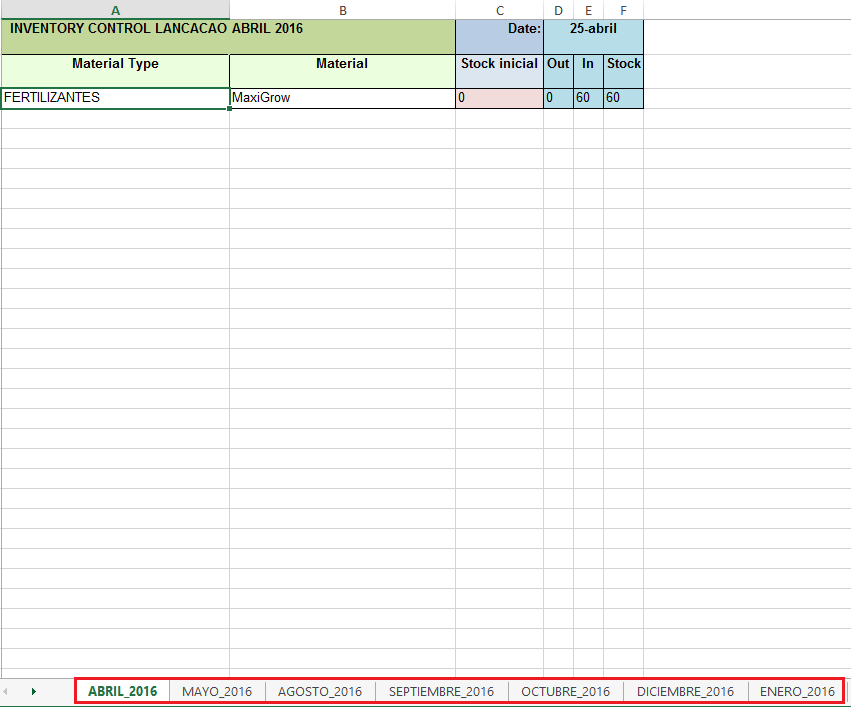 A B C D E F
INVENTORY CONTROL LANCACAO ABRIL 2016 Date: 25-abril
Material Type Material Stock inicial Out In Stock
FERTILIZANTES MaxiGrow 0 0 60 60
ABRIL_2016 MAYO_2016 AGOSTO_2016 SEPTIEMBRE_2016 OCTUBRE_2016 DICIEMBRE_2016 ENERO_2016